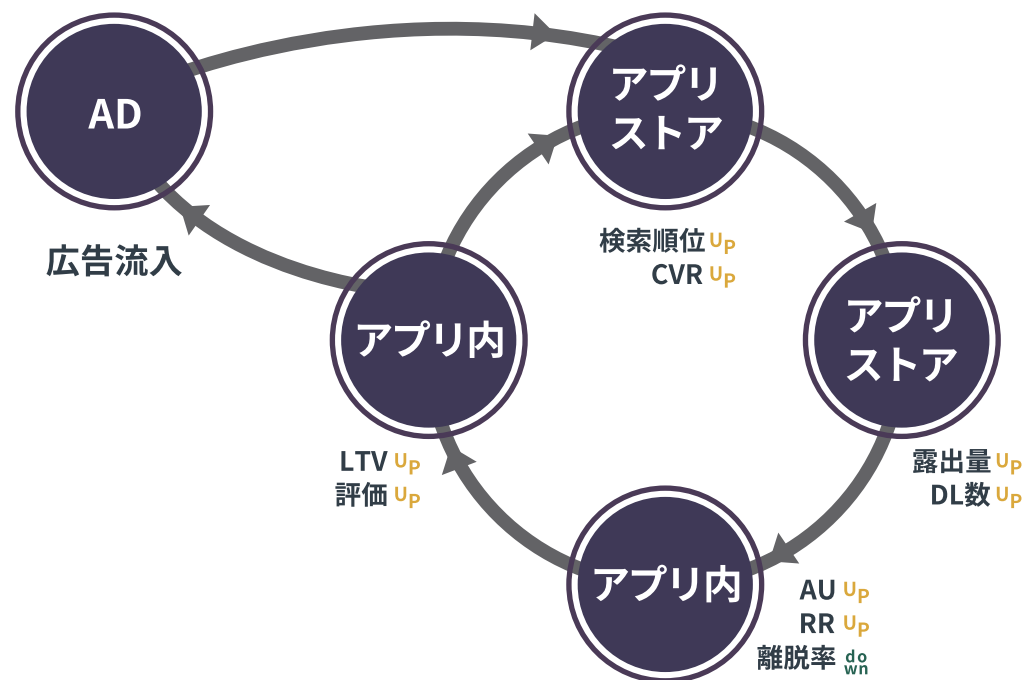 AD
広告流入
アプリ
ストア
検索順位 UP
CVR UP
アプリ
ストア
露出量 UP
DL数 UP
アプリ内
AU UP
RR UP
離脱率 down
アプリ内
LTV UP
評価 UP